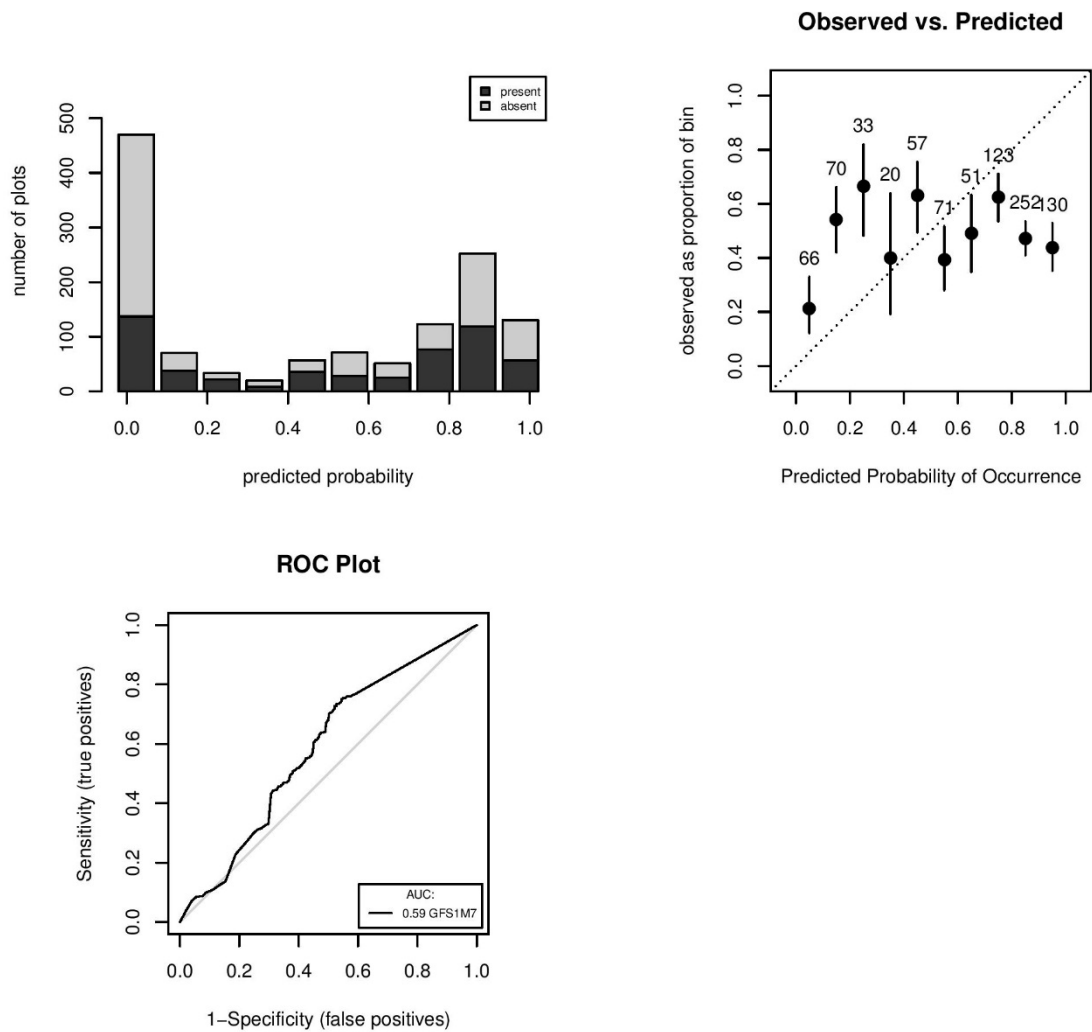 present
absent
number of plots
500
400
300
200
100
0
0.0 0.2 0.4 0.6 0.8 1.0
predicted probability
Observed vs. Predicted
observed as proportion of bin
1.0
0.8
0.6
0.4
0.2
0.0
66 70 33 20 57 71 51 123 252 130
0.0 0.2 0.4 0.6 0.8 1.0
Predicted Probability of Occurrence
ROC Plot
Sensitivity (true positives)
1.0
0.8
0.6
0.4
0.2
0.0
AUC:
0.59 GFS1M7
0.0 0.2 0.4 0.6 0.8 1.0
1−Specificity (false positives)